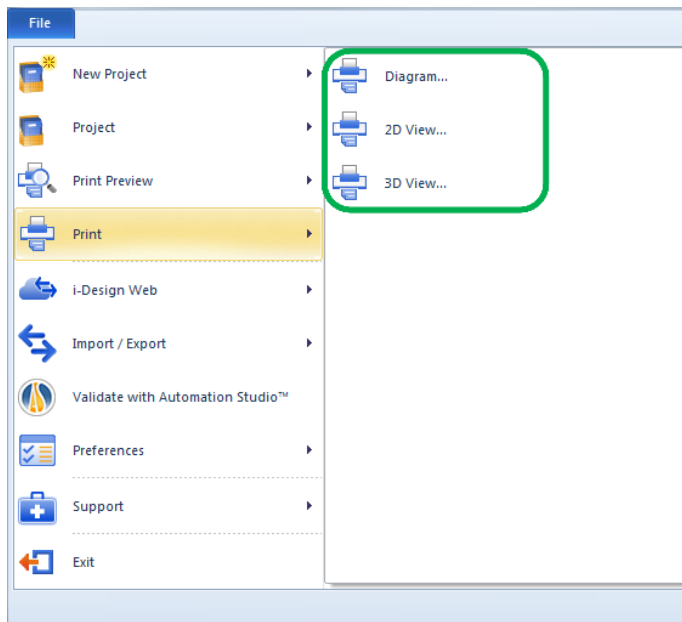 File
New Project
Project
Print Preview
Print
i-Design Web
Import / Export
Validate with Automation Studio™
Preferences
Support
Exit
Diagram...
2D View...
3D View...